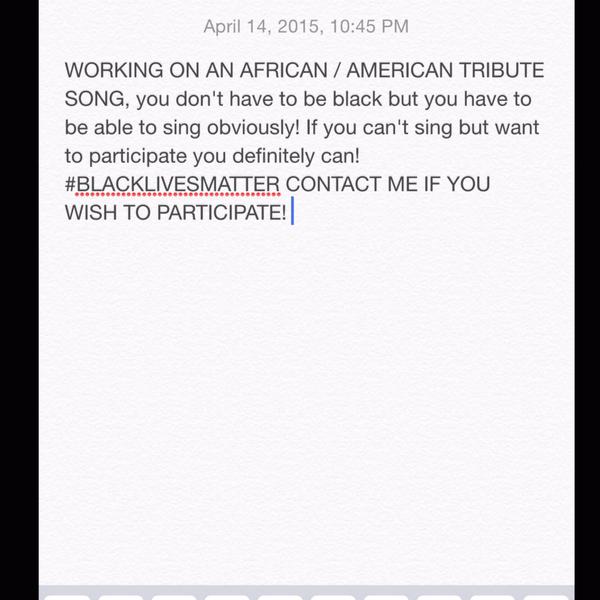 April 14, 2015, 10:45 PM
WORKING ON AN AFRICAN / AMERICAN TRIBUTE
SONG, you don't have to be black but you have to
be able to sing obviously! If you can't sing but want
to participate you definitely can!
#BLACKLIVESMATTER CONTACT ME IF YOU
WISH TO PARTICIPATE!